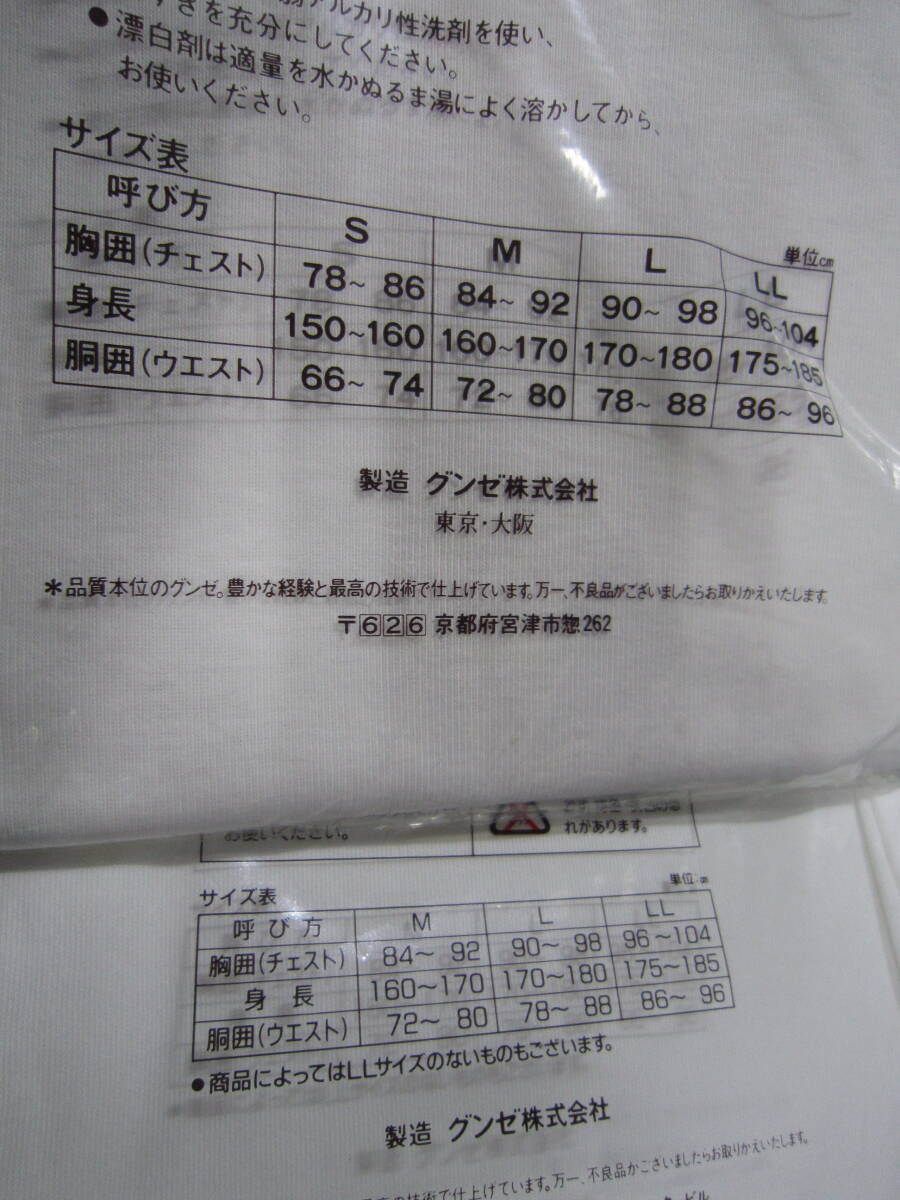 アルカリ性洗剤を使い、
すぎを充分にしてください。
●漂白剤は適量を水かぬるま湯によく溶かしてから、
お使いください。
サイズ表
単位cm
呼び方 S M L LL
胸囲(チェスト) 78~ 86 84~ 92 90~ 98 96~104
身長 150~160 160~170 170~180 175~185
胴囲(ウエスト) 66~ 74 72~ 80 78~ 88 86~ 96
製造 グンゼ株式会社
東京・大阪
*品質本位のグンゼ。豊かな経験と最高の技術で仕上げています。万一、不良品がございましたらお取りかえいたします。
〒626 京都府宮津市惣262
お使いください。
れがあります。
サイズ表
単位:cm
呼び方 M L LL
胸囲(チェスト) 84~ 92 90~ 98 96~104
身長 160~170 170~180 175~185
胴囲(ウエスト) 72~ 80 78~ 88 86~ 96
●商品によってはLLサイズのないものもございます。
製造 グンゼ株式会社
の技術で仕上げています。万一、不良品がございましたらお取りかえいたします。
ビル